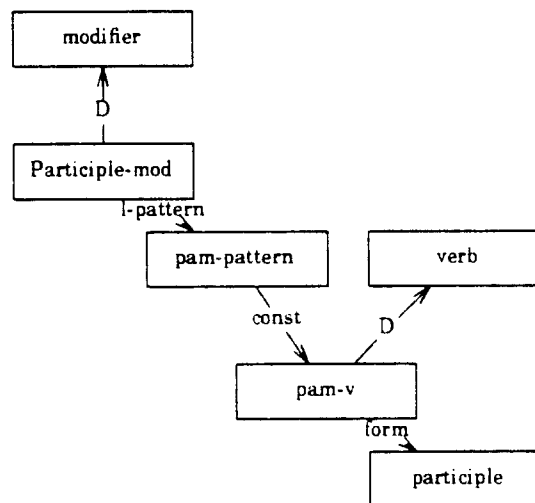 modifier
D
Participle-mod
l-pattern
pam-pattern
verb
const
D
pam-v
form
participle